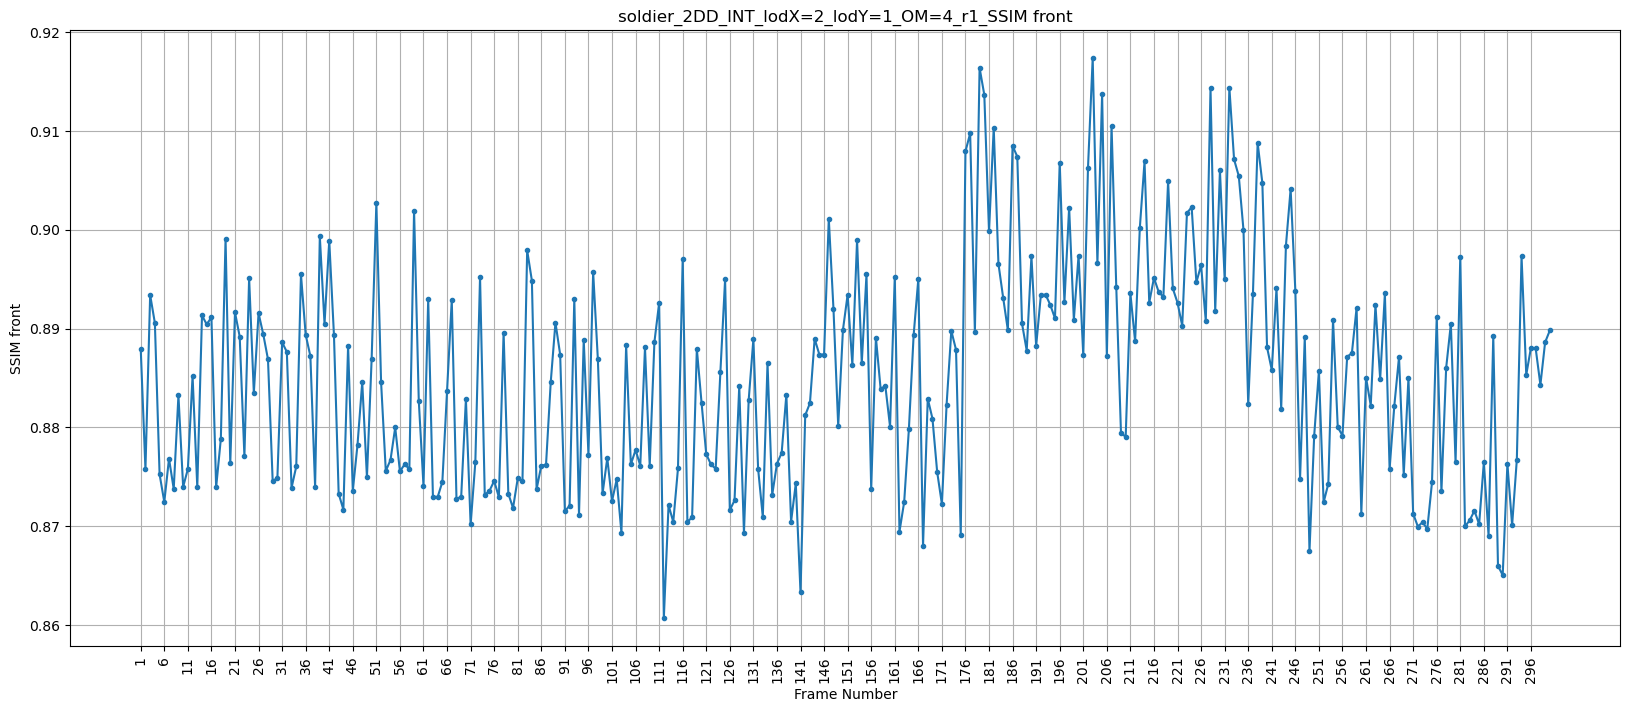 soldier_2DD_INT_lodX=2_lodY=1_OM=4_r1_SSIM front
0.92
0.91
0.90
0.89
0.88
0.87
0.86
SSIM front
1 6 11 16 21 26 31 36 41 46 51 56 61 66 71 76 81 86 91 96 101 106 111 116 121 126 131 136 141 146 151 156 161 166 171 176 181 186 191 196 201 206 211 216 221 226 231 236 241 246 251 256 261 266 271 276 281 286 291 296
Frame Number